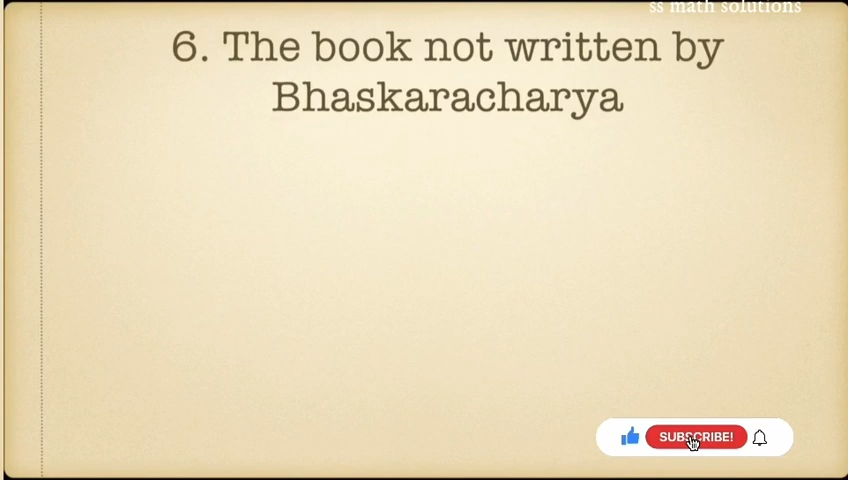 ss math solutions
6. The book not written by
Bhaskaracharya
SUBSCRIBE!